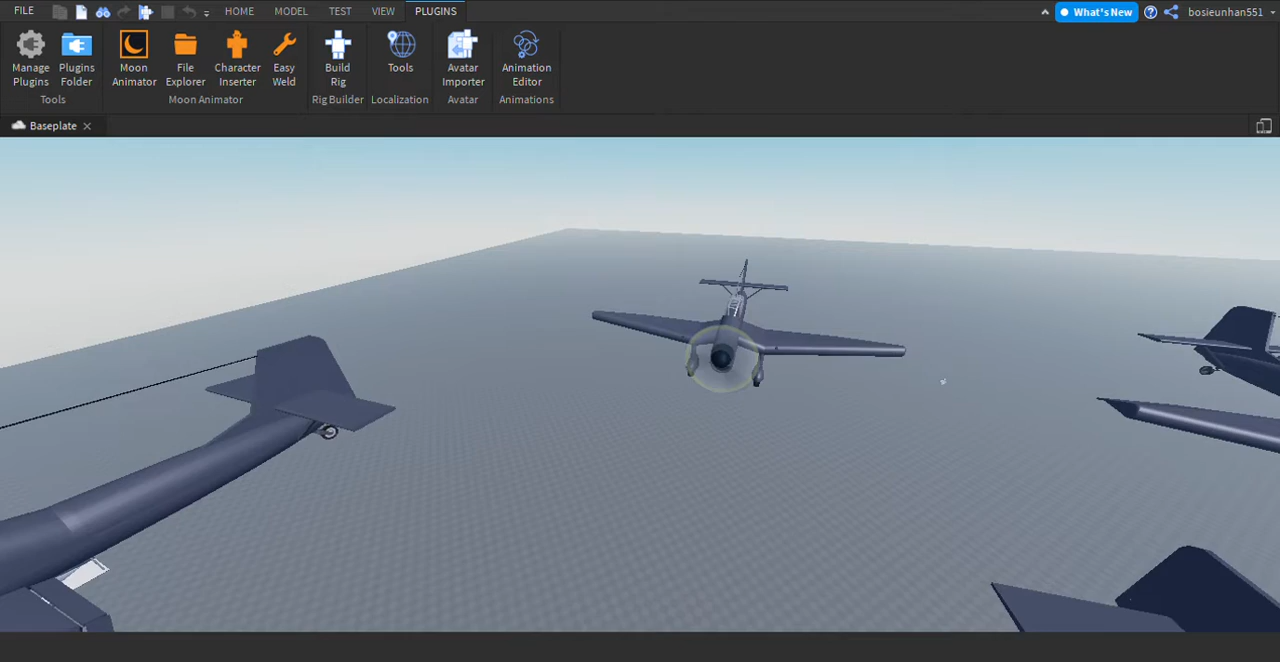 FILE HOME MODEL TEST VIEW PLUGINS What's New bosieunhan551
Manage Plugins Moon File Character Easy Build Tools Avatar Animation
Plugins Folder Animator Explorer Inserter Weld Rig Importer Editor
Tools Moon Animator Rig Builder Localization Avatar Animations
Baseplate